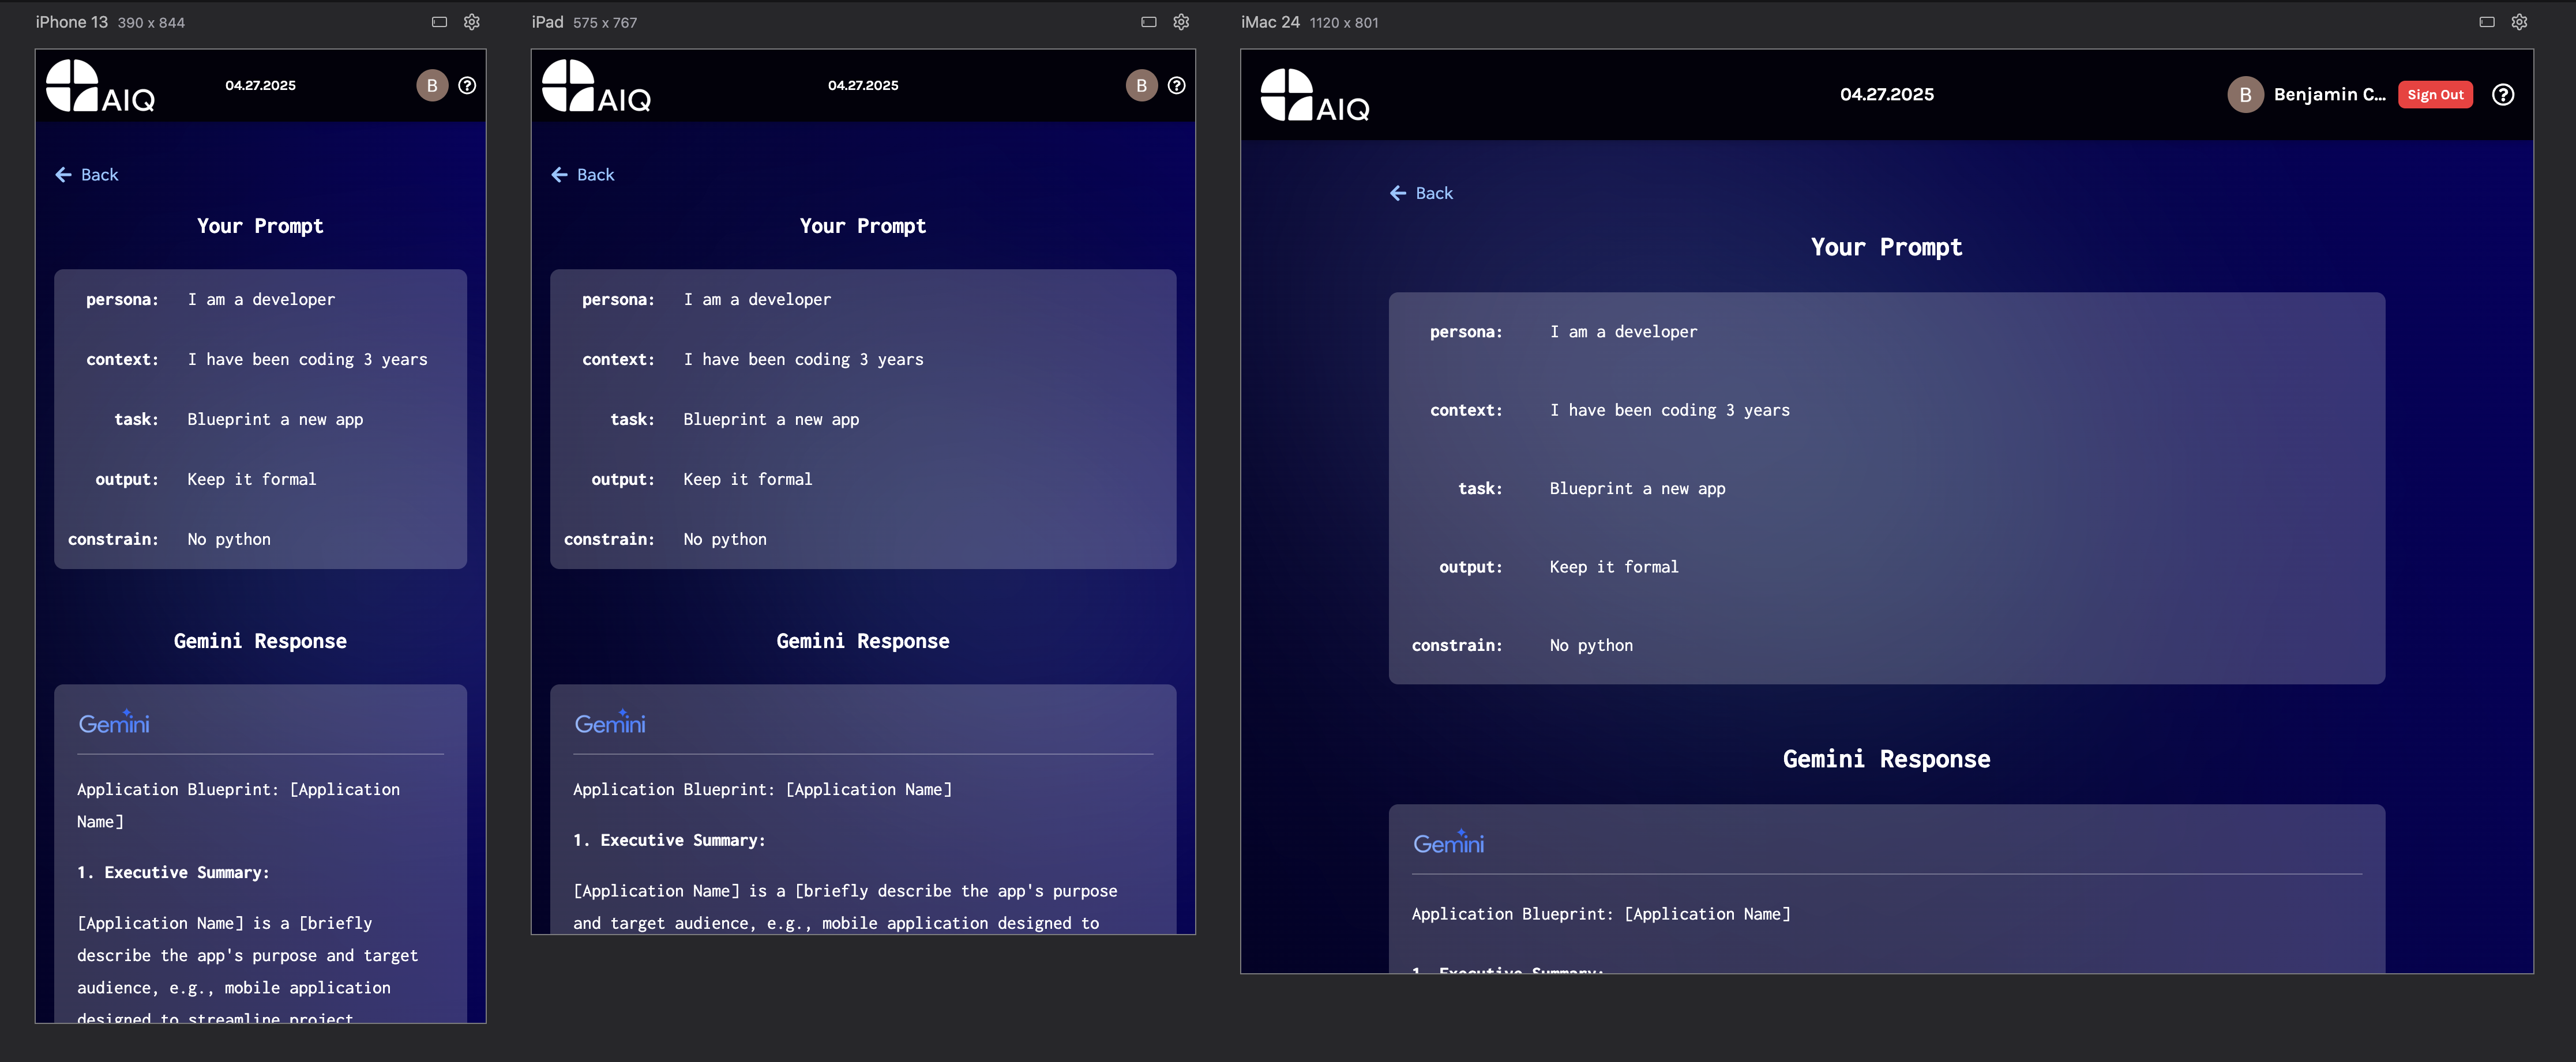 iPhone 13 390 x 844
AIQ
04.27.2025
B
?
Back
Your Prompt
persona: I am a developer
context: I have been coding 3 years
task: Blueprint a new app
output: Keep it formal
constrain: No python
Gemini Response
Gemini
Application Blueprint: [Application
Name]
1. Executive Summary:
[Application Name] is a [briefly
describe the app's purpose and target
audience, e.g., mobile application
designed to streamline project
iPad 575 x 767
AIQ
04.27.2025
B
?
Back
Your Prompt
persona: I am a developer
context: I have been coding 3 years
task: Blueprint a new app
output: Keep it formal
constrain: No python
Gemini Response
Gemini
Application Blueprint: [Application Name]
1. Executive Summary:
[Application Name] is a [briefly describe the app's purpose
and target audience, e.g., mobile application designed to
iMac 24 1120 x 801
AIQ
04.27.2025
B
Benjamin C...
Sign Out
?
Back
Your Prompt
persona: I am a developer
context: I have been coding 3 years
task: Blueprint a new app
output: Keep it formal
constrain: No python
Gemini Response
Gemini
Application Blueprint: [Application Name]
1. Executive Summary: